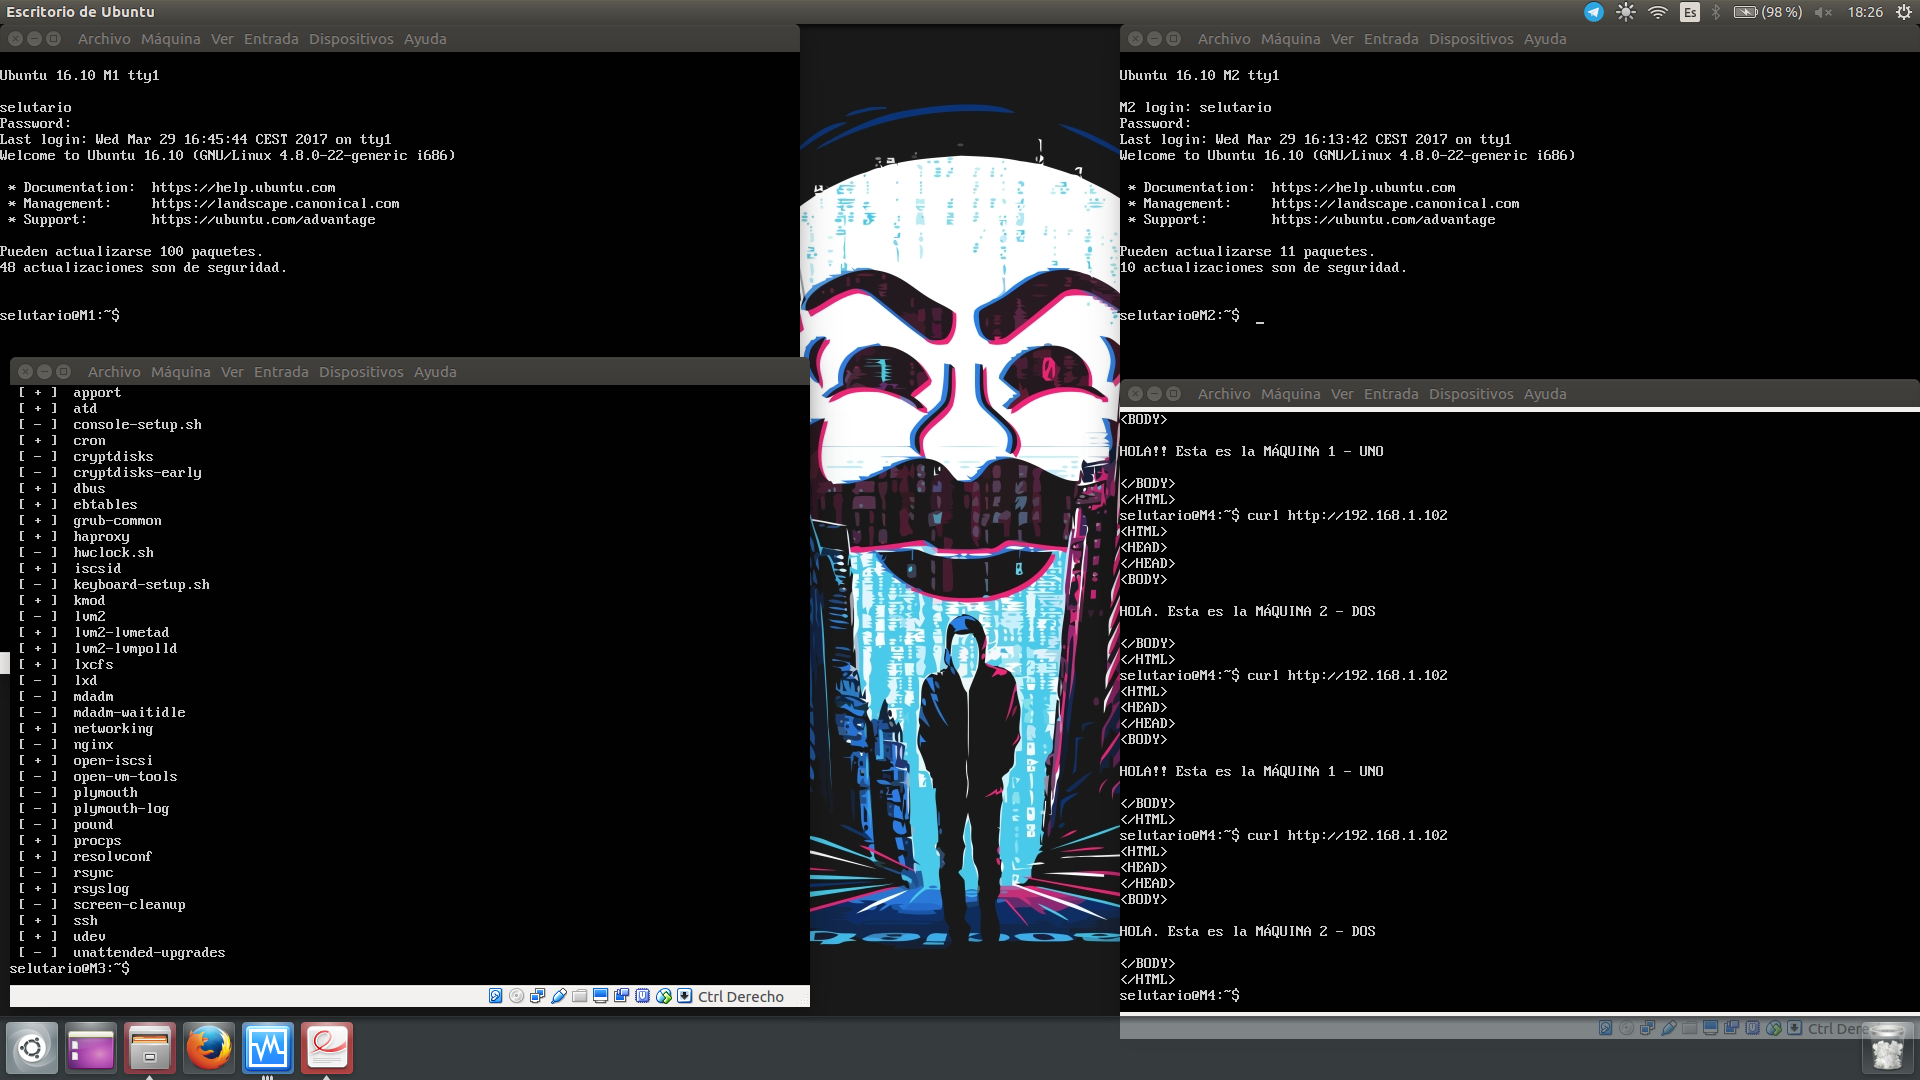 Escritorio de Ubuntu
Es
(98 %)
18:26
Archivo Máquina Ver Entrada Dispositivos Ayuda
Ubuntu 16.10 M1 tty1
selutario
Password:
Last login: Wed Mar 29 16:45:44 CEST 2017 on tty1
Welcome to Ubuntu 16.10 (GNU/Linux 4.8.0-22-generic i686)
* Documentation:  https://help.ubuntu.com
* Management:     https://landscape.canonical.com
* Support:        https://ubuntu.com/advantage
Pueden actualizarse 100 paquetes.
48 actualizaciones son de seguridad.
selutario@M1:~$
Archivo Máquina Ver Entrada Dispositivos Ayuda
Ubuntu 16.10 M2 tty1
M2 login: selutario
Password:
Last login: Wed Mar 29 16:13:42 CEST 2017 on tty1
Welcome to Ubuntu 16.10 (GNU/Linux 4.8.0-22-generic i686)
* Documentation:  https://help.ubuntu.com
* Management:     https://landscape.canonical.com
* Support:        https://ubuntu.com/advantage
Pueden actualizarse 11 paquetes.
10 actualizaciones son de seguridad.
selutario@M2:~$ _
Archivo Máquina Ver Entrada Dispositivos Ayuda
[ + ]  apport
[ + ]  atd
[ - ]  console-setup.sh
[ + ]  cron
[ - ]  cryptdisks
[ - ]  cryptdisks-early
[ + ]  dbus
[ + ]  ebtables
[ + ]  grub-common
[ + ]  haproxy
[ - ]  hwclock.sh
[ + ]  iscsid
[ - ]  keyboard-setup.sh
[ + ]  kmod
[ - ]  lvm2
[ + ]  lvm2-lvmetad
[ + ]  lvm2-lvmpolld
[ + ]  lxcfs
[ - ]  lxd
[ - ]  mdadm
[ - ]  mdadm-waitidle
[ + ]  networking
[ - ]  nginx
[ + ]  open-iscsi
[ - ]  open-vm-tools
[ - ]  plymouth
[ - ]  plymouth-log
[ - ]  pound
[ + ]  procps
[ + ]  resolvconf
[ - ]  rsync
[ + ]  rsyslog
[ - ]  screen-cleanup
[ + ]  ssh
[ + ]  udev
[ - ]  unattended-upgrades
selutario@M3:~$
Ctrl Derecho
Archivo Máquina Ver Entrada Dispositivos Ayuda
<BODY>
HOLA!! Esta es la MÁQUINA 1 - UNO
</BODY>
</HTML>
selutario@M4:~$ curl http://192.168.1.102
<HTML>
<HEAD>
</HEAD>
<BODY>
HOLA. Esta es la MÁQUINA 2 - DOS
</BODY>
</HTML>
selutario@M4:~$ curl http://192.168.1.102
<HTML>
<HEAD>
</HEAD>
<BODY>
HOLA!! Esta es la MÁQUINA 1 - UNO
</BODY>
</HTML>
selutario@M4:~$ curl http://192.168.1.102
<HTML>
<HEAD>
</HEAD>
<BODY>
HOLA. Esta es la MÁQUINA 2 - DOS
</BODY>
</HTML>
selutario@M4:~$
Ctrl